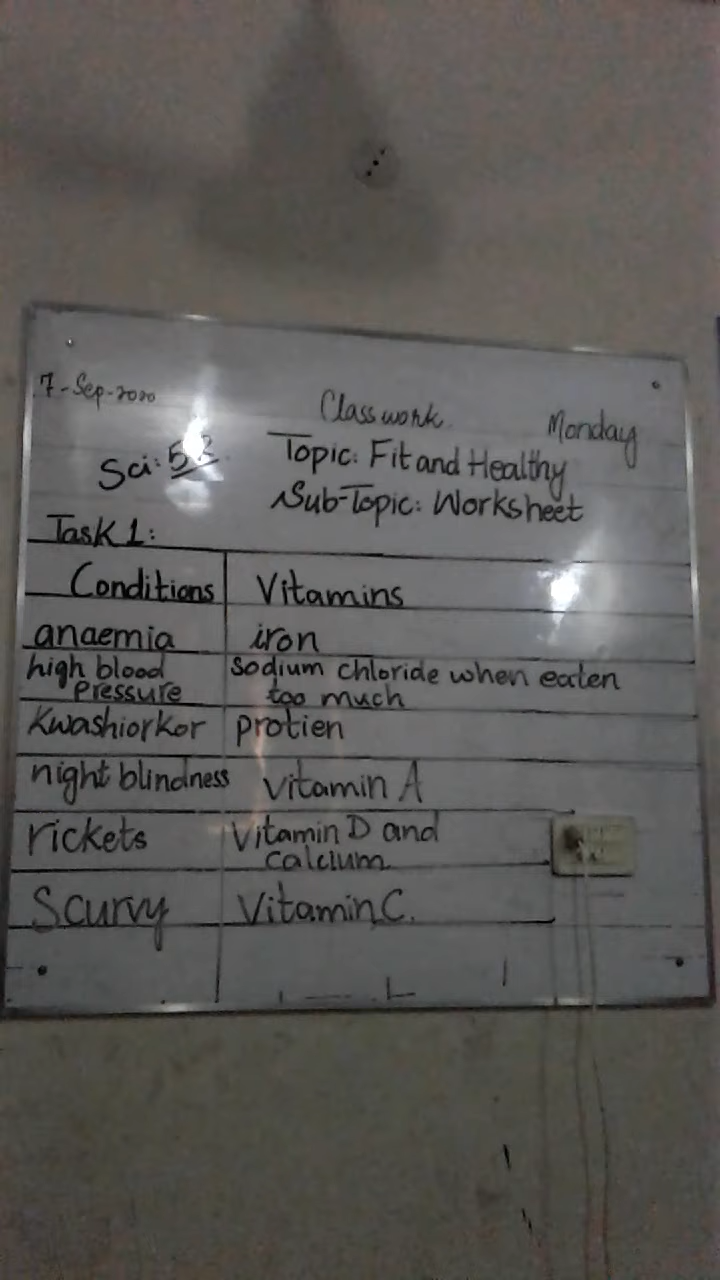 7-Sep-2020
Classwork
Monday
Sci:
Topic: Fit and Healthy
Sub-Topic: Worksheet
Task 1:
Conditions Vitamins
anaemia iron
high blood pressure sodium chloride when eaten too much
Kwashiorkor protien
night blindness vitamin A
rickets Vitamin D and calcium
Scurvy Vitamin C.